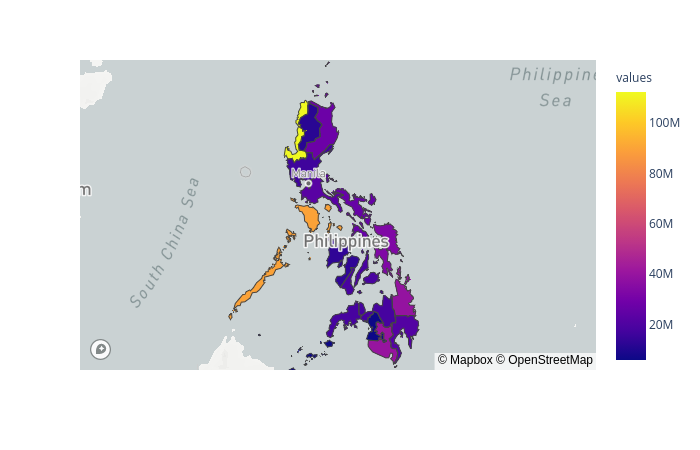 Philippine
Sea
values
100M
80M
60M
40M
20M
Manila
m
South China Sea
Philippines
© Mapbox © OpenStreetMap